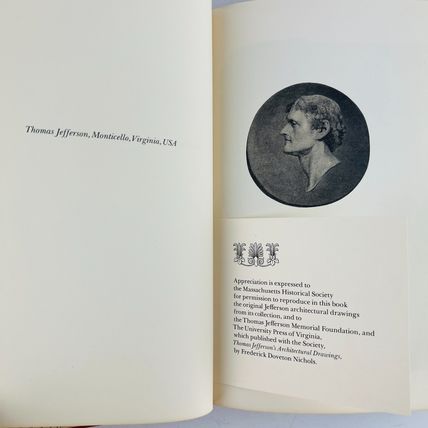 Thomas Jefferson, Monticello, Virginia, USA
Appreciation is expressed to
the Massachusetts Historical Society
for permission to reproduce in this book
the original Jefferson architectural drawings
from its collection, and to
the Thomas Jefferson Memorial Foundation, and
The University Press of Virginia,
which published with the Society,
Thomas Jefferson's Architectural Drawings,
by Frederick Doveton Nichols.